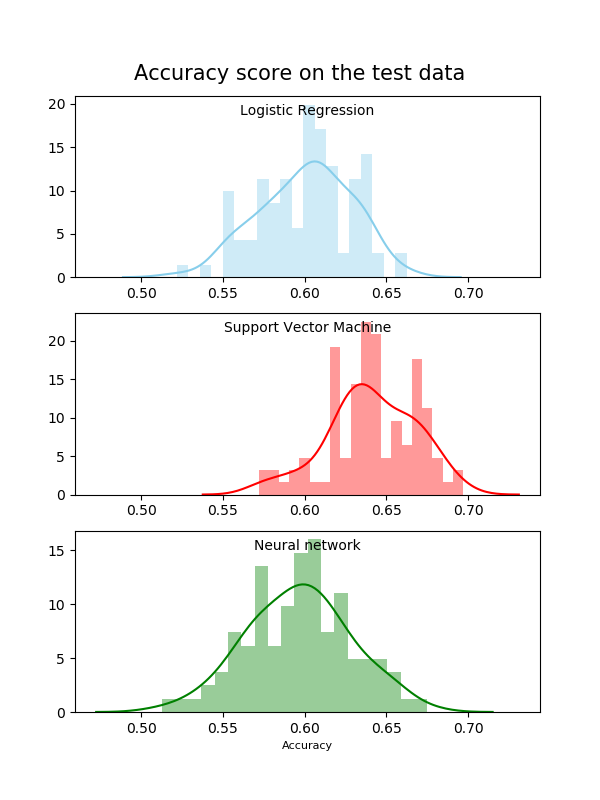 Accuracy score on the test data
Logistic Regression
20
15
10
5
0
0.50 0.55 0.60 0.65 0.70
Support Vector Machine
20
15
10
5
0
0.50 0.55 0.60 0.65 0.70
Neural network
15
10
5
0
0.50 0.55 0.60 0.65 0.70
Accuracy